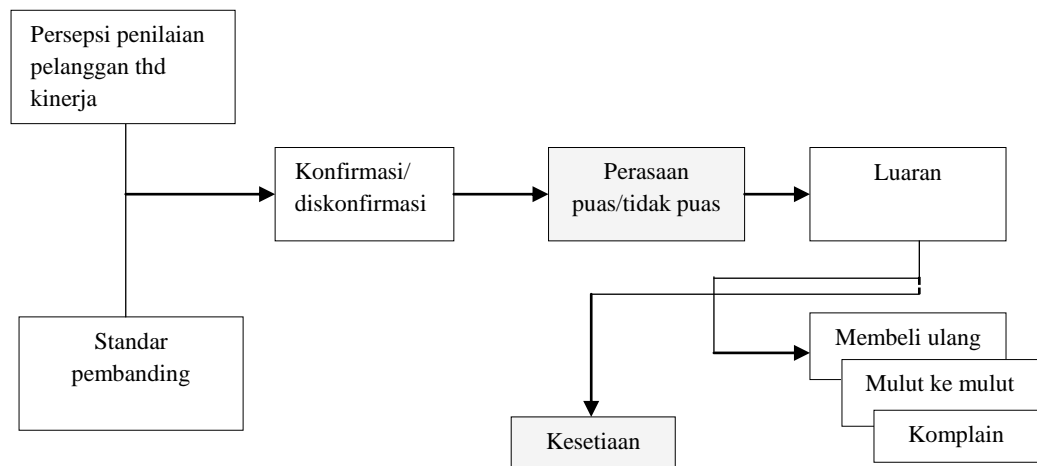 Persepsi penilaian
pelanggan thd
kinerja
Konfirmasi/
diskonfirmasi
Perasaan
puas/tidak puas
Luaran
Standar
pembanding
Membeli ulang
Mulut ke mulut
Komplain
Kesetiaan